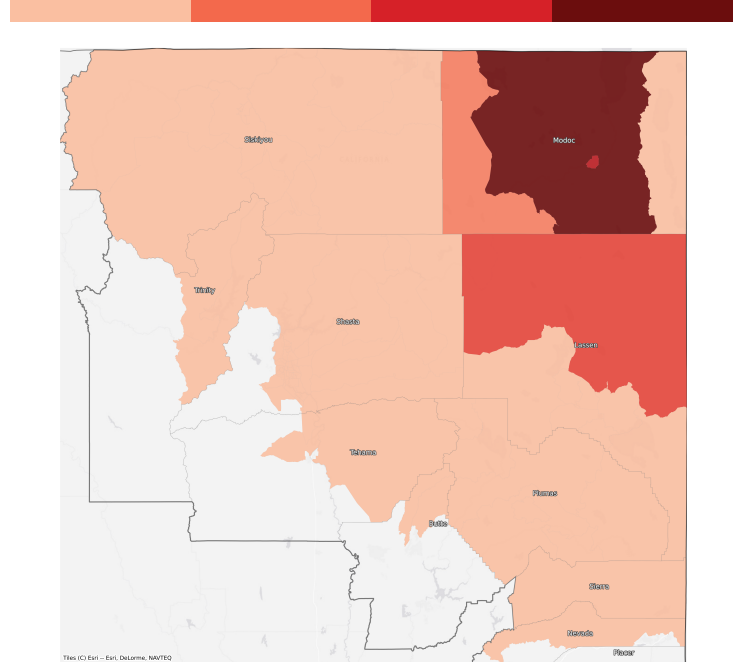 Siskiyou
Modoc
Trinity
Shasta
Lassen
Tehama
Plumas
Butte
Sierra
Nevada
Placer
Tiles (C) Esri -- Esri, DeLorme, NAVTEQ